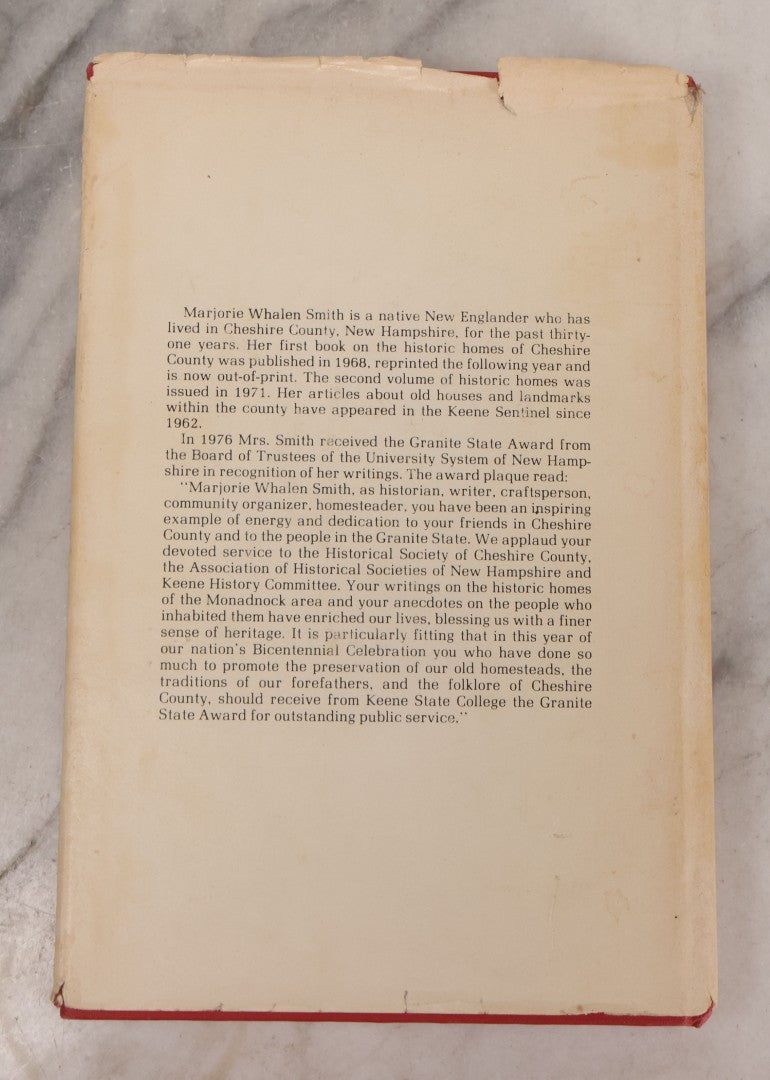 Marjorie Whalen Smith is a native New Englander who has
lived in Cheshire County, New Hampshire, for the past thirty-
one years. Her first book on the historic homes of Cheshire
County was published in 1968, reprinted the following year and
is now out-of-print. The second volume of historic homes was
issued in 1971. Her articles about old houses and landmarks
within the county have appeared in the Keene Sentinel since
1962.
In 1976 Mrs. Smith received the Granite State Award from
the Board of Trustees of the University System of New Hamp-
shire in recognition of her writings. The award plaque read:
"Marjorie Whalen Smith, as historian, writer, craftsperson,
community organizer, homesteader, you have been an inspiring
example of energy and dedication to your friends in Cheshire
County and to the people in the Granite State. We applaud your
devoted service to the Historical Society of Cheshire County,
the Association of Historical Societies of New Hampshire and
Keene History Committee. Your writings on the historic homes
of the Monadnock area and your anecdotes on the people who
inhabited them have enriched our lives, blessing us with a finer
sense of heritage. It is particularly fitting that in this year of
our nation's Bicentennial Celebration you who have done so
much to promote the preservation of our old homesteads, the
traditions of our forefathers, and the folklore of Cheshire
County, should receive from Keene State College the Granite
State Award for outstanding public service."